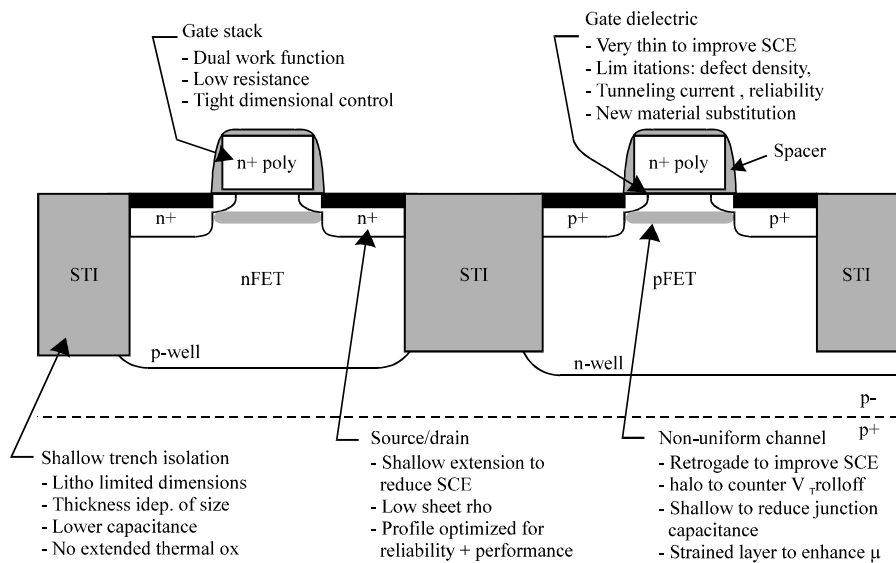 Gate stack
- Dual work function
- Low resistance
- Tight dimensional control
Gate dielectric
- Very thin to improve SCE
- Lim itations: defect density,
- Tunneling current , reliability
- New material substitution
n+ poly
n+ poly
Spacer
n+
n+
p+
p+
STI
nFET
STI
pFET
STI
p-well
n-well
p-
p+
Shallow trench isolation
- Litho limited dimensions
- Thickness idep. of size
- Lower capacitance
- No extended thermal ox
Source/drain
- Shallow extension to
reduce SCE
- Low sheet rho
- Profile optimized for
reliability + performance
Non-uniform channel
- Retrogade to improve SCE
- halo to counter V T rolloff
- Shallow to reduce junction
capacitance
- Strained layer to enhance μ